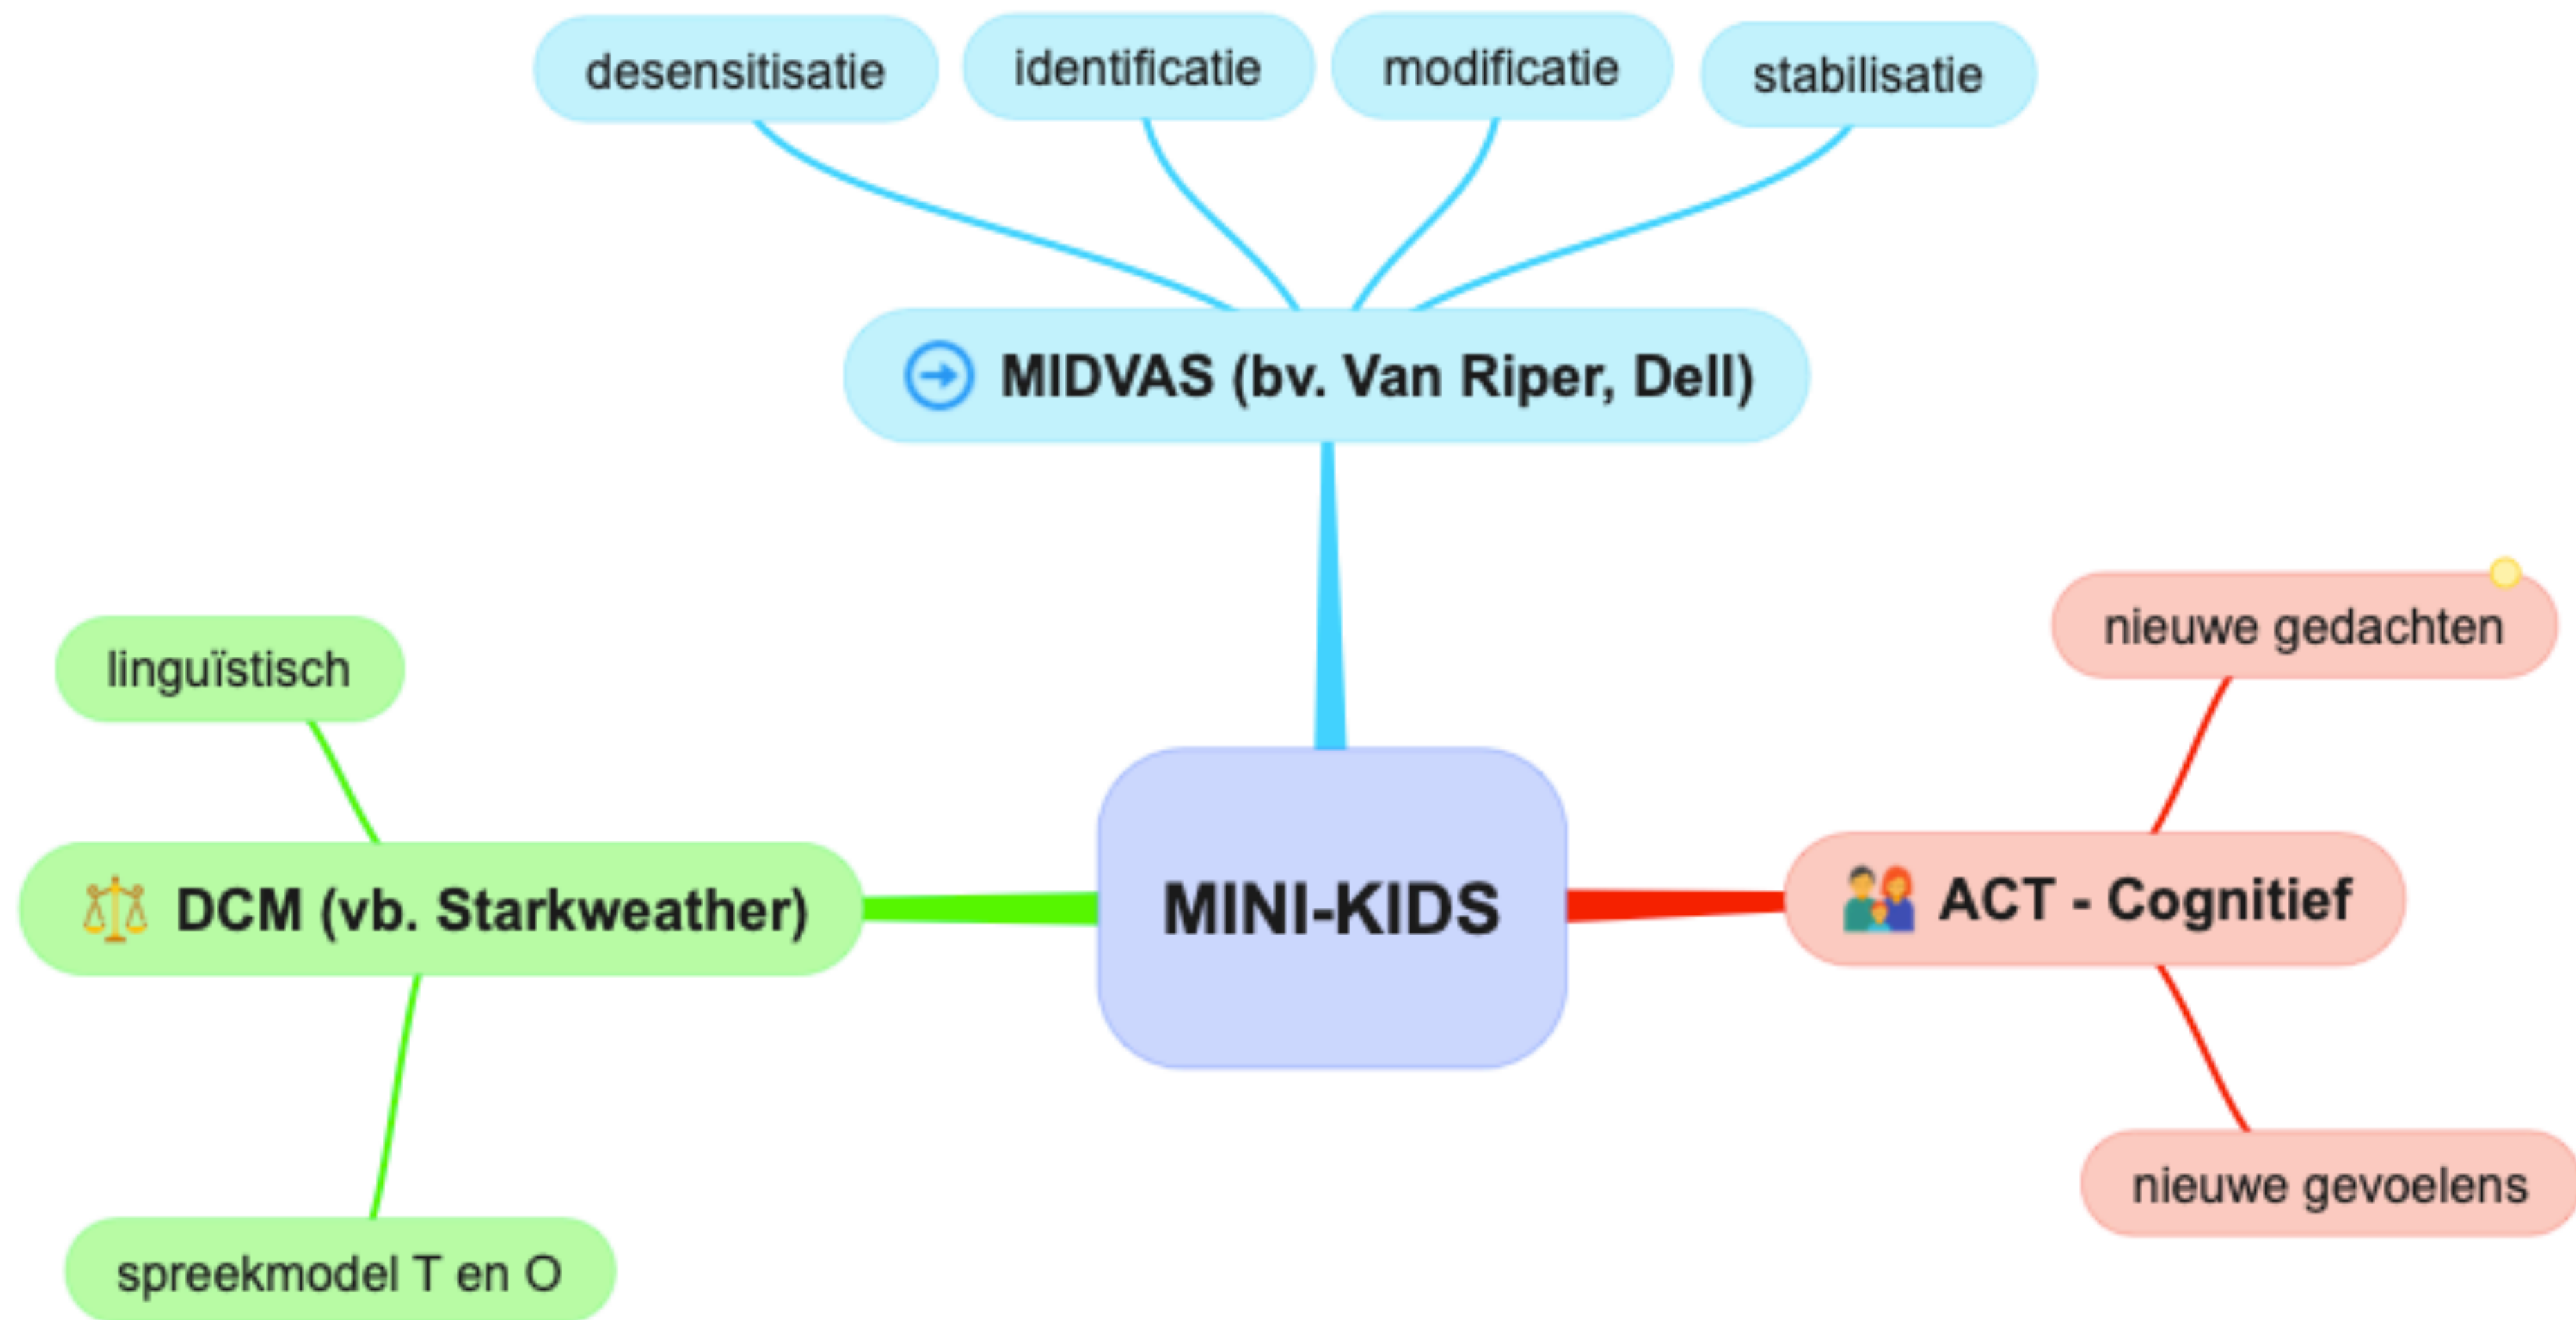 desensitisatie
identificatie
modificatie
stabilisatie
MIDVAS (bv. Van Riper, Dell)
nieuwe gedachten
linguïstisch
DCM (vb. Starkweather)
MINI-KIDS
ACT - Cognitief
nieuwe gevoelens
spreekmodel T en O